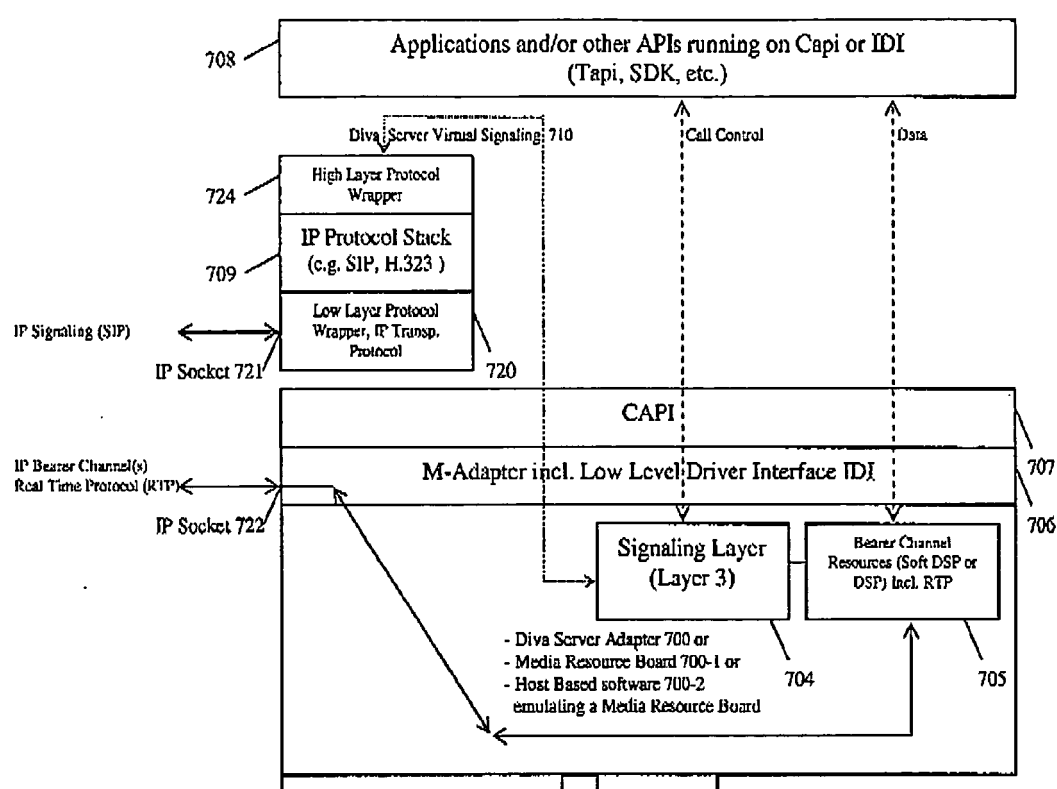 Applications and/or other APIs running on Capi or IDI
(Tapi, SDK, etc.)
708
Diva Server Virtual Signaling 710
Call Control
Data
High Layer Protocol
Wrapper
724
IP Protocol Stack
(e.g. SIP, H.323 )
709
Low Layer Protocol
Wrapper, IP Transp.
Protocol
IP Signaling (SIP)
IP Socket 721
720
CAPI
707
IP Bearer Channel(s)
Real Time Protocol (RTP)
M-Adapter incl. Low Level Driver Interface IDI
IP Socket 722
706
Signaling Layer
(Layer 3)
Bearer Channel
Resources (Soft DSP or
DSP) Incl. RTP
- Diva Server Adapter 700 or
- Media Resource Board 700-1 or
- Host Based software 700-2
emulating a Media Resource Board
704
705